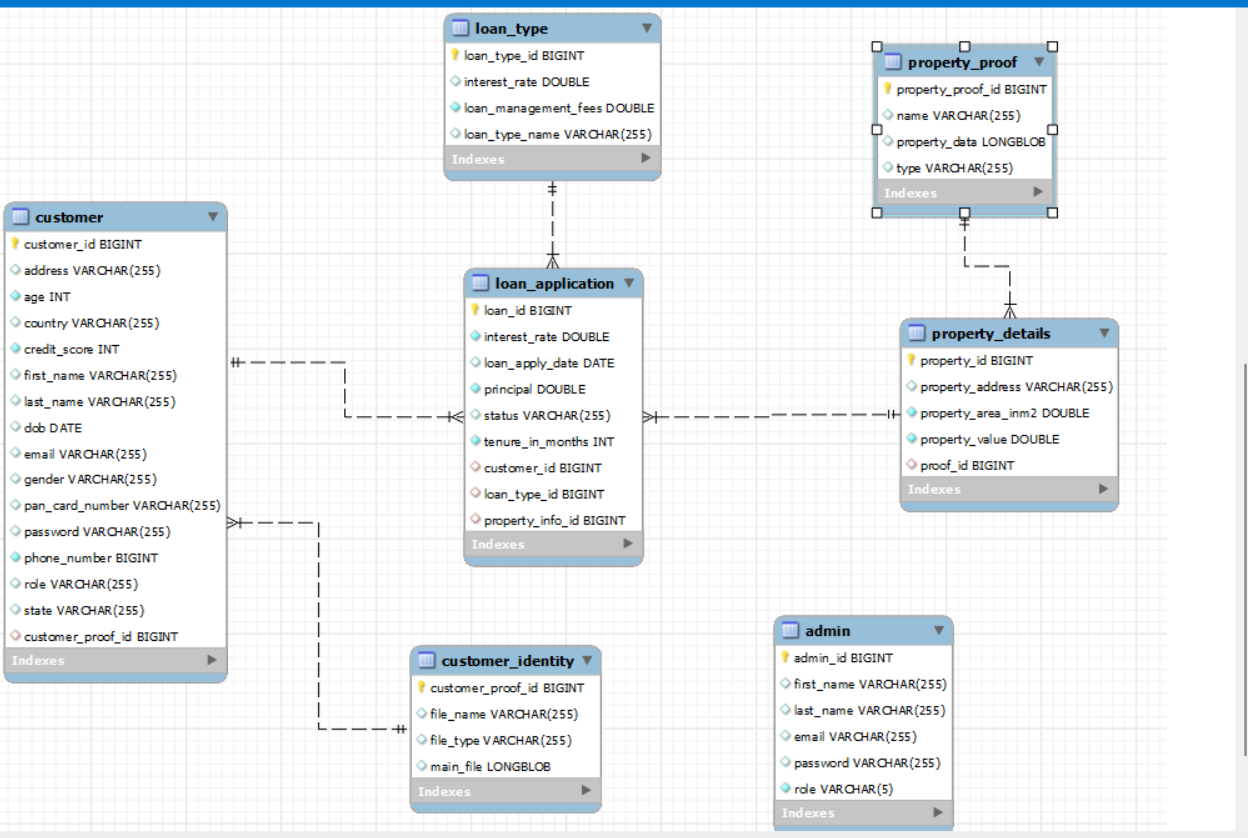 loan_type
loan_type_id BIGINT
interest_rate DOUBLE
loan_management_fees DOUBLE
loan_type_name VARCHAR(255)
Indexes
property_proof
property_proof_id BIGINT
name VARCHAR(255)
property_data LONGBLOB
type VARCHAR(255)
Indexes
customer
customer_id BIGINT
address VARCHAR(255)
age INT
country VARCHAR(255)
credit_score INT
first_name VARCHAR(255)
last_name VARCHAR(255)
dob DATE
email VARCHAR(255)
gender VARCHAR(255)
pan_card_number VARCHAR(255)
password VARCHAR(255)
phone_number BIGINT
role VARCHAR(255)
state VARCHAR(255)
customer_proof_id BIGINT
Indexes
loan_application
loan_id BIGINT
interest_rate DOUBLE
loan_apply_date DATE
principal DOUBLE
status VARCHAR(255)
tenure_in_months INT
customer_id BIGINT
loan_type_id BIGINT
property_info_id BIGINT
Indexes
property_details
property_id BIGINT
property_address VARCHAR(255)
property_area_inm2 DOUBLE
property_value DOUBLE
proof_id BIGINT
Indexes
customer_identity
customer_proof_id BIGINT
file_name VARCHAR(255)
file_type VARCHAR(255)
main_file LONGBLOB
Indexes
admin
admin_id BIGINT
first_name VARCHAR(255)
last_name VARCHAR(255)
email VARCHAR(255)
password VARCHAR(255)
role VARCHAR(5)
Indexes